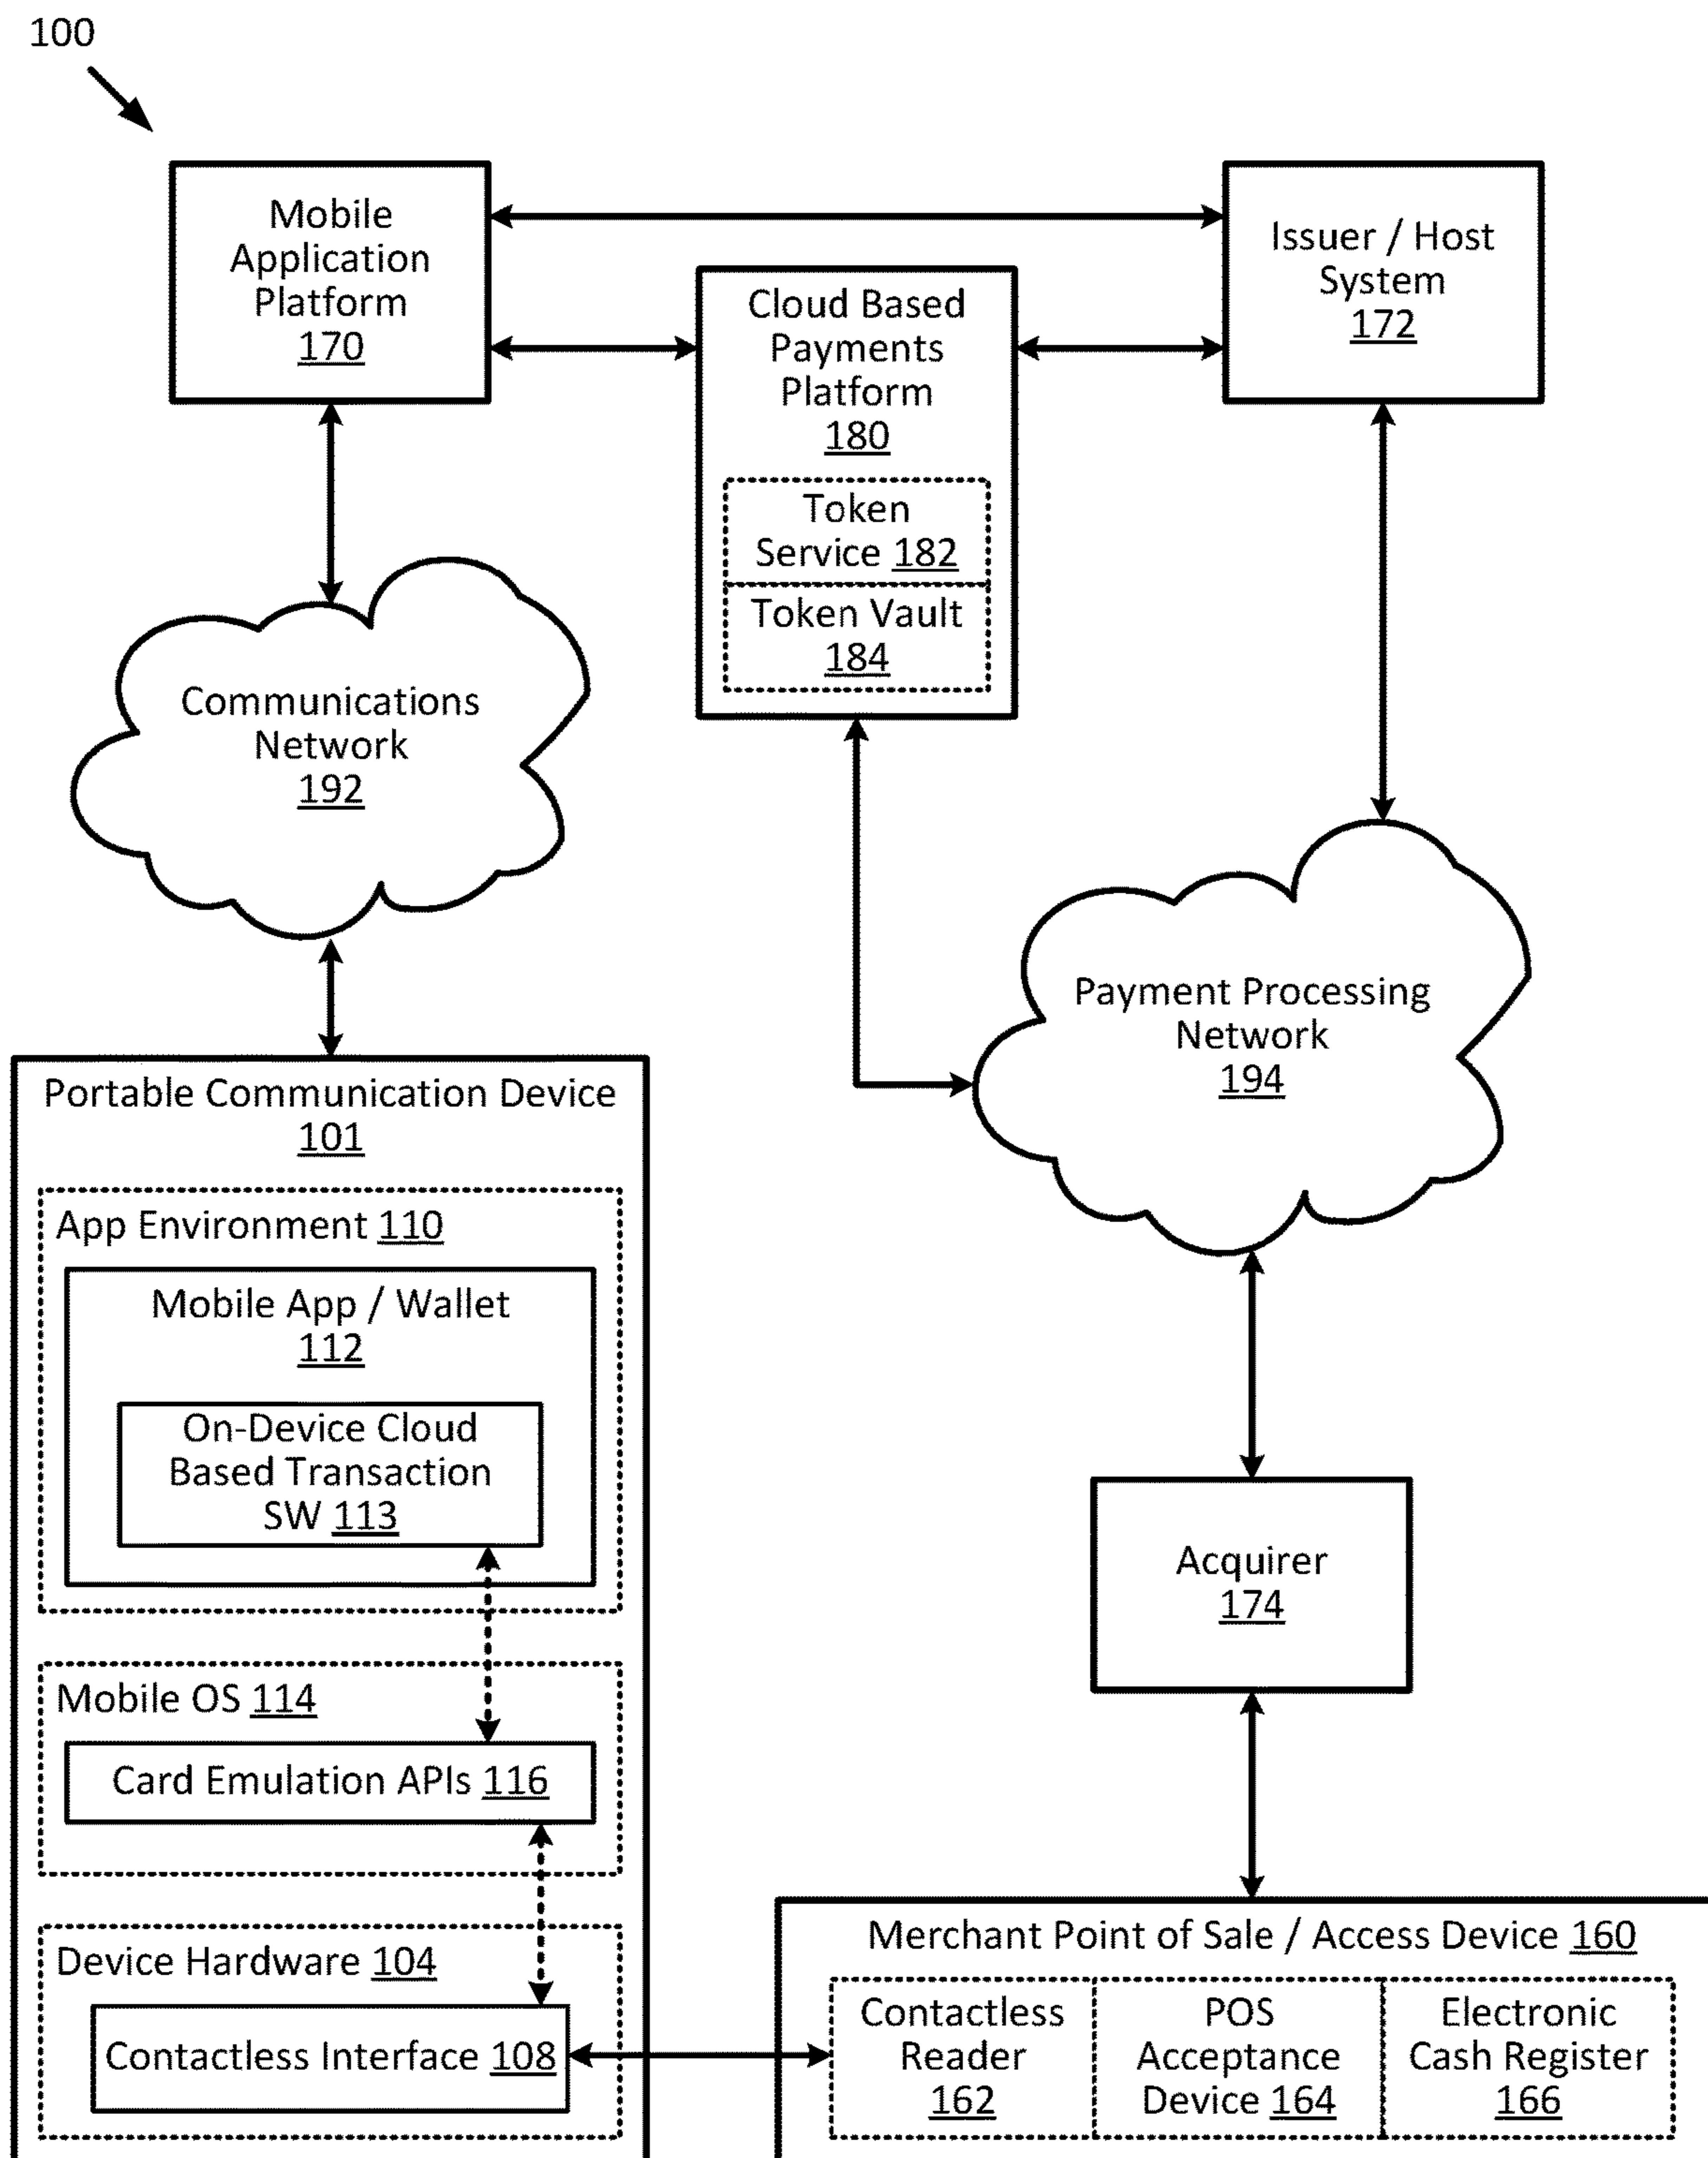 100
Mobile
Application
Platform
170
Issuer / Host
System
172
Cloud Based
Payments
Platform
180
Token
Service 182
Token Vault
184
Communications
Network
192
Payment Processing
Network
194
Portable Communication Device
101
App Environment 110
Mobile App / Wallet
112
On-Device Cloud
Based Transaction
SW 113
Mobile OS 114
Card Emulation APIs 116
Device Hardware 104
Contactless Interface 108
Acquirer
174
Merchant Point of Sale / Access Device 160
Contactless
Reader
162
POS
Acceptance
Device 164
Electronic
Cash Register
166